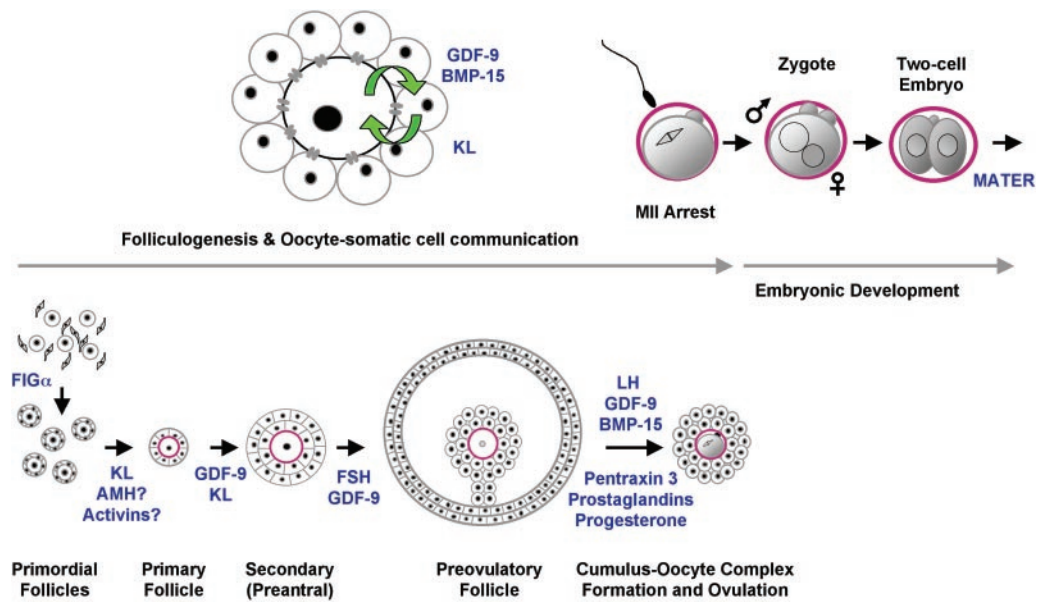 GDF-9
BMP-15
KL
Zygote
Two-cell
Embryo
♂
♀
MII Arrest
MATER
Folliculogenesis & Oocyte-somatic cell communication
Embryonic Development
FIGα
KL
AMH?
Activins?
GDF-9
KL
FSH
GDF-9
LH
GDF-9
BMP-15
Pentraxin 3
Prostaglandins
Progesterone
Primordial
Follicles
Primary
Follicle
Secondary
(Preantral)
Preovulatory
Follicle
Cumulus-Oocyte Complex
Formation and Ovulation